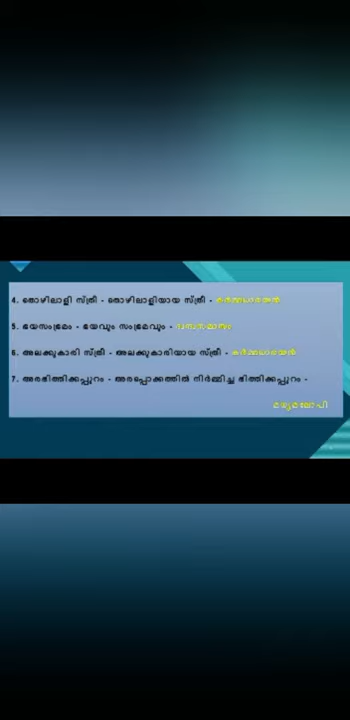 4. തൊഴിലാളി സ്ത്രീ - തൊഴിലാളിയായ സ്ത്രീ - കർമ്മധാരയൻ
5. ഭയസംഭ്രമം - ഭയവും സംഭ്രമവും - ദ്വന്ദ്വസമാസം
6. അലക്കുകാരി സ്ത്രീ - അലക്കുകാരിയായ സ്ത്രീ - കർമ്മധാരയൻ
7. അരഭിത്തിക്കപ്പുറം - അരപ്പൊക്കത്തിൽ നിർമ്മിച്ച ഭിത്തിക്കപ്പുറം -
മധ്യമലോപി